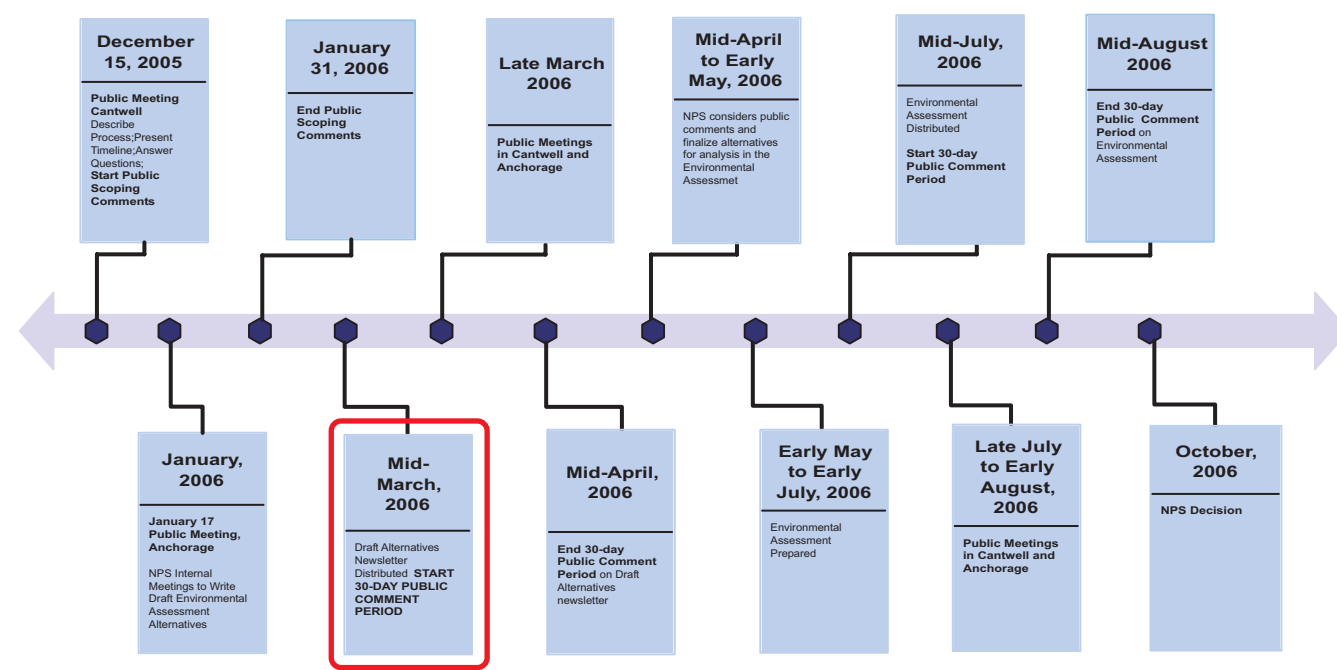 December
15, 2005
Public Meeting
Cantwell
Describe
Process;Present
Timeline;Answer
Questions;
Start Public
Scoping
Comments
January
31, 2006
End Public
Scoping
Comments
Late March
2006
Public Meetings
in Cantwell and
Anchorage
Mid-April
to Early
May, 2006
NPS considers public
comments and
finalize alternatives
for analysis in the
Environmental
Assessmet
Mid-July,
2006
Environmental
Assessment
Distributed
Start 30-day
Public Comment
Period
Mid-August
2006
End 30-day
Public Comment
Period on
Environmental
Assessment
January,
2006
January 17
Public Meeting,
Anchorage
NPS Internal
Meetings to Write
Draft Environmental
Assessment
Alternatives
Mid-
March,
2006
Draft Alternatives
Newsletter
Distributed START
30-DAY PUBLIC
COMMENT
PERIOD
Mid-April,
2006
End 30-day
Public Comment
Period on Draft
Alternatives
newsletter
Early May
to Early
July, 2006
Environmental
Assessment
Prepared
Late July
to Early
August,
2006
Public Meetings
in Cantwell and
Anchorage
October,
2006
NPS Decision